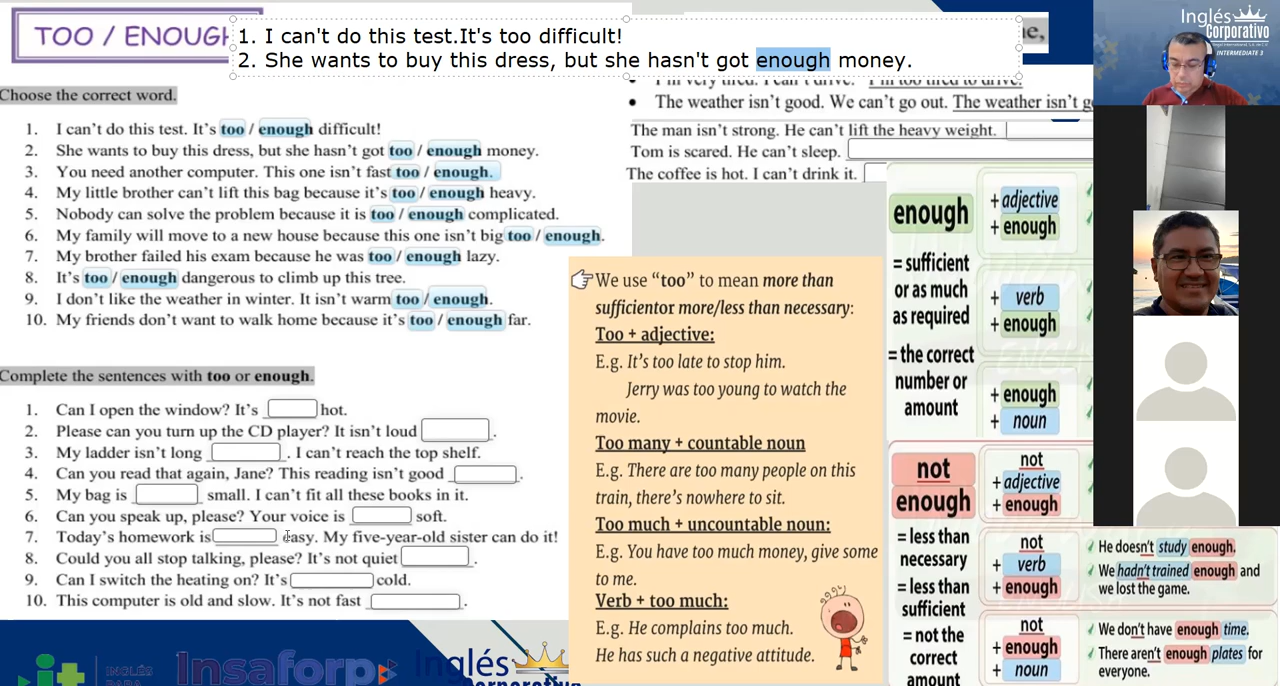 TOO / ENOUGH
1. I can't do this test.It's too difficult!
2. She wants to buy this dress, but she hasn't got enough money.
Choose the correct word.
1. I can't do this test. It's too / enough difficult!
2. She wants to buy this dress, but she hasn't got too / enough money.
3. You need another computer. This one isn't fast too / enough.
4. My little brother can't lift this bag because it's too / enough heavy.
5. Nobody can solve the problem because it is too / enough complicated.
6. My family will move to a new house because this one isn't big too / enough.
7. My brother failed his exam because he was too / enough lazy.
8. It's too / enough dangerous to climb up this tree.
9. I don't like the weather in winter. It isn't warm too / enough.
10. My friends don't want to walk home because it's too / enough far.
Complete the sentences with too or enough.
1. Can I open the window? It's hot.
2. Please can you turn up the CD player? It isn't loud .
3. My ladder isn't long . I can't reach the top shelf.
4. Can you read that again, Jane? This reading isn't good .
5. My bag is small. I can't fit all these books in it.
6. Can you speak up, please? Your voice is soft.
7. Today's homework is easy. My five-year-old sister can do it!
8. Could you all stop talking, please? It's not quiet .
9. Can I switch the heating on? It's cold.
10. This computer is old and slow. It's not fast .
ne,
• I'm very tired. I can't drive. I'm too tired to drive.
• The weather isn't good. We can't go out. The weather isn't g
The man isn't strong. He can't lift the heavy weight.
Tom is scared. He can't sleep.
The coffee is hot. I can't drink it.
We use "too" to mean more than
sufficientor more/less than necessary:
Too + adjective:
E.g. It's too late to stop him.
Jerry was too young to watch the
movie.
Too many + countable noun
E.g. There are too many people on this
train, there's nowhere to sit.
Too much + uncountable noun:
E.g. You have too much money, give some
to me.
Verb + too much:
E.g. He complains too much.
He has such a negative attitude.
enough
= sufficient
or as much
as required
= the correct
number or
amount
+ adjective
+ enough
+ verb
+ enough
+ enough
+ noun
not
enough
= less than
necessary
= less than
sufficient
= not the
correct
amount
not
+ adjective
+ enough
not
+ verb
+ enough
not
+ enough
+ noun
He doesn't study enough.
We hadn't trained enough and
we lost the game.
We don't have enough time.
There aren't enough plates for
everyone.
Inglés
Corporativo
INTERMEDIATE 3
INGLÉS
PARA
Insaforp
Inglés
Corporativo